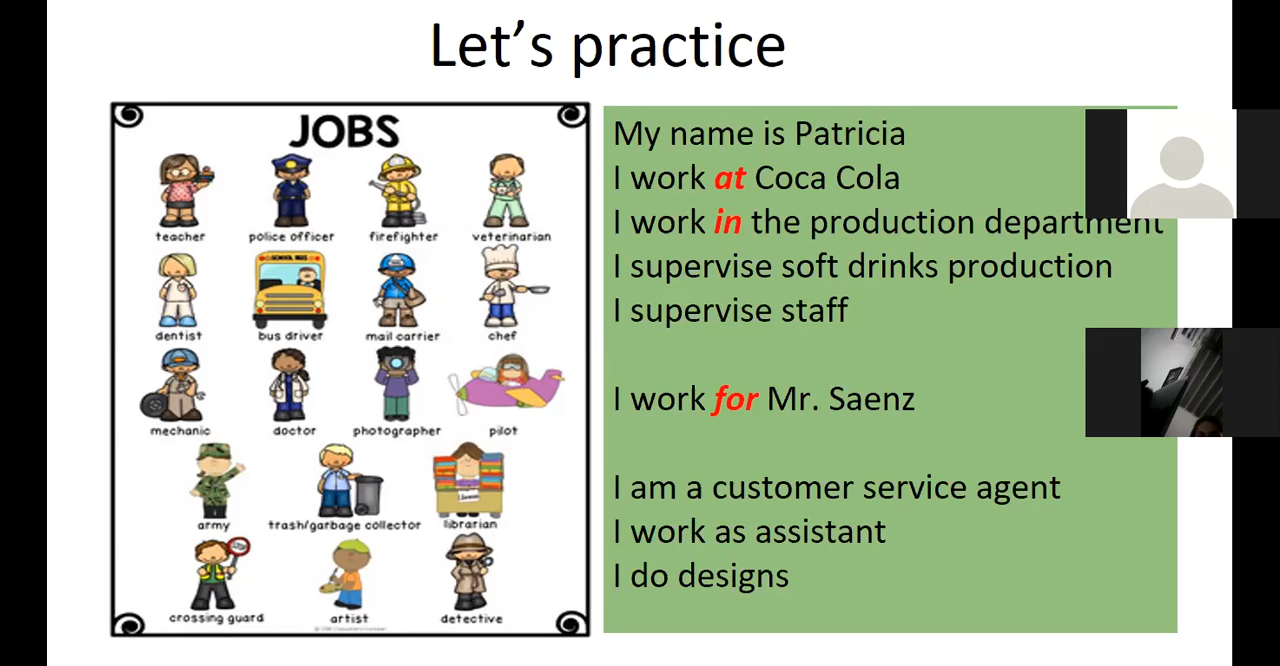 Let's practice
JOBS
teacher police officer firefighter veterinarian
SCHOOL BUS
dentist bus driver mail carrier chef
mechanic doctor photographer pilot
army trash/garbage collector librarian
crossing guard artist detective
My name is Patricia
I work at Coca Cola
I work in the production department
I supervise soft drinks production
I supervise staff
I work for Mr. Saenz
I am a customer service agent
I work as assistant
I do designs